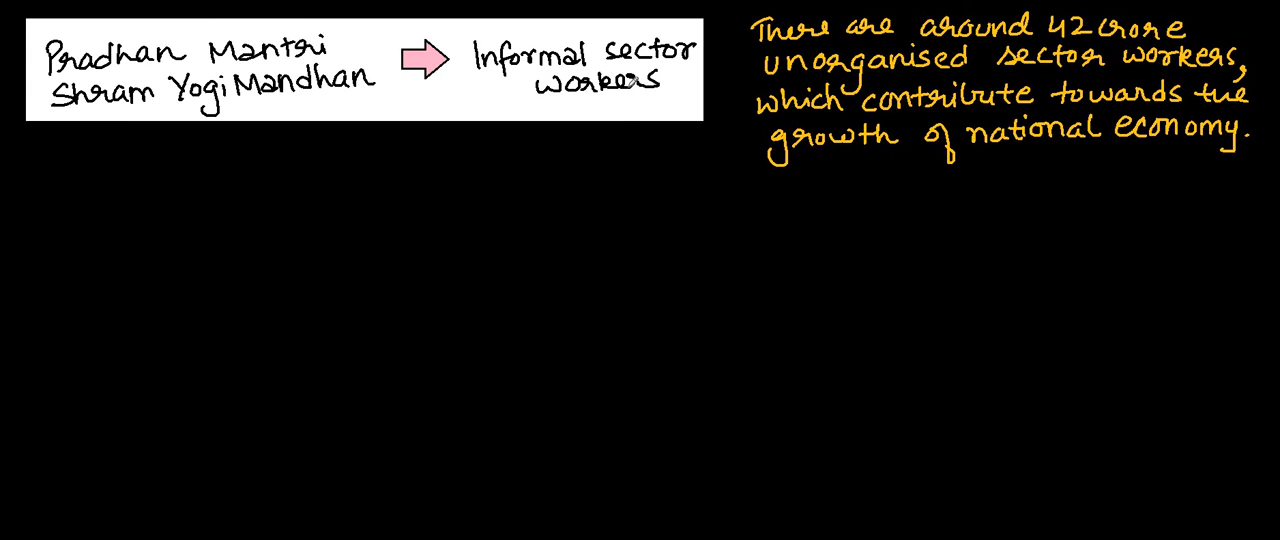 Pradhan Mantri
Shram Yogi Mandhan
Informal sector
workers
There are around 42 crore
unorganised sector workers,
which contribute towards the
growth of national economy.